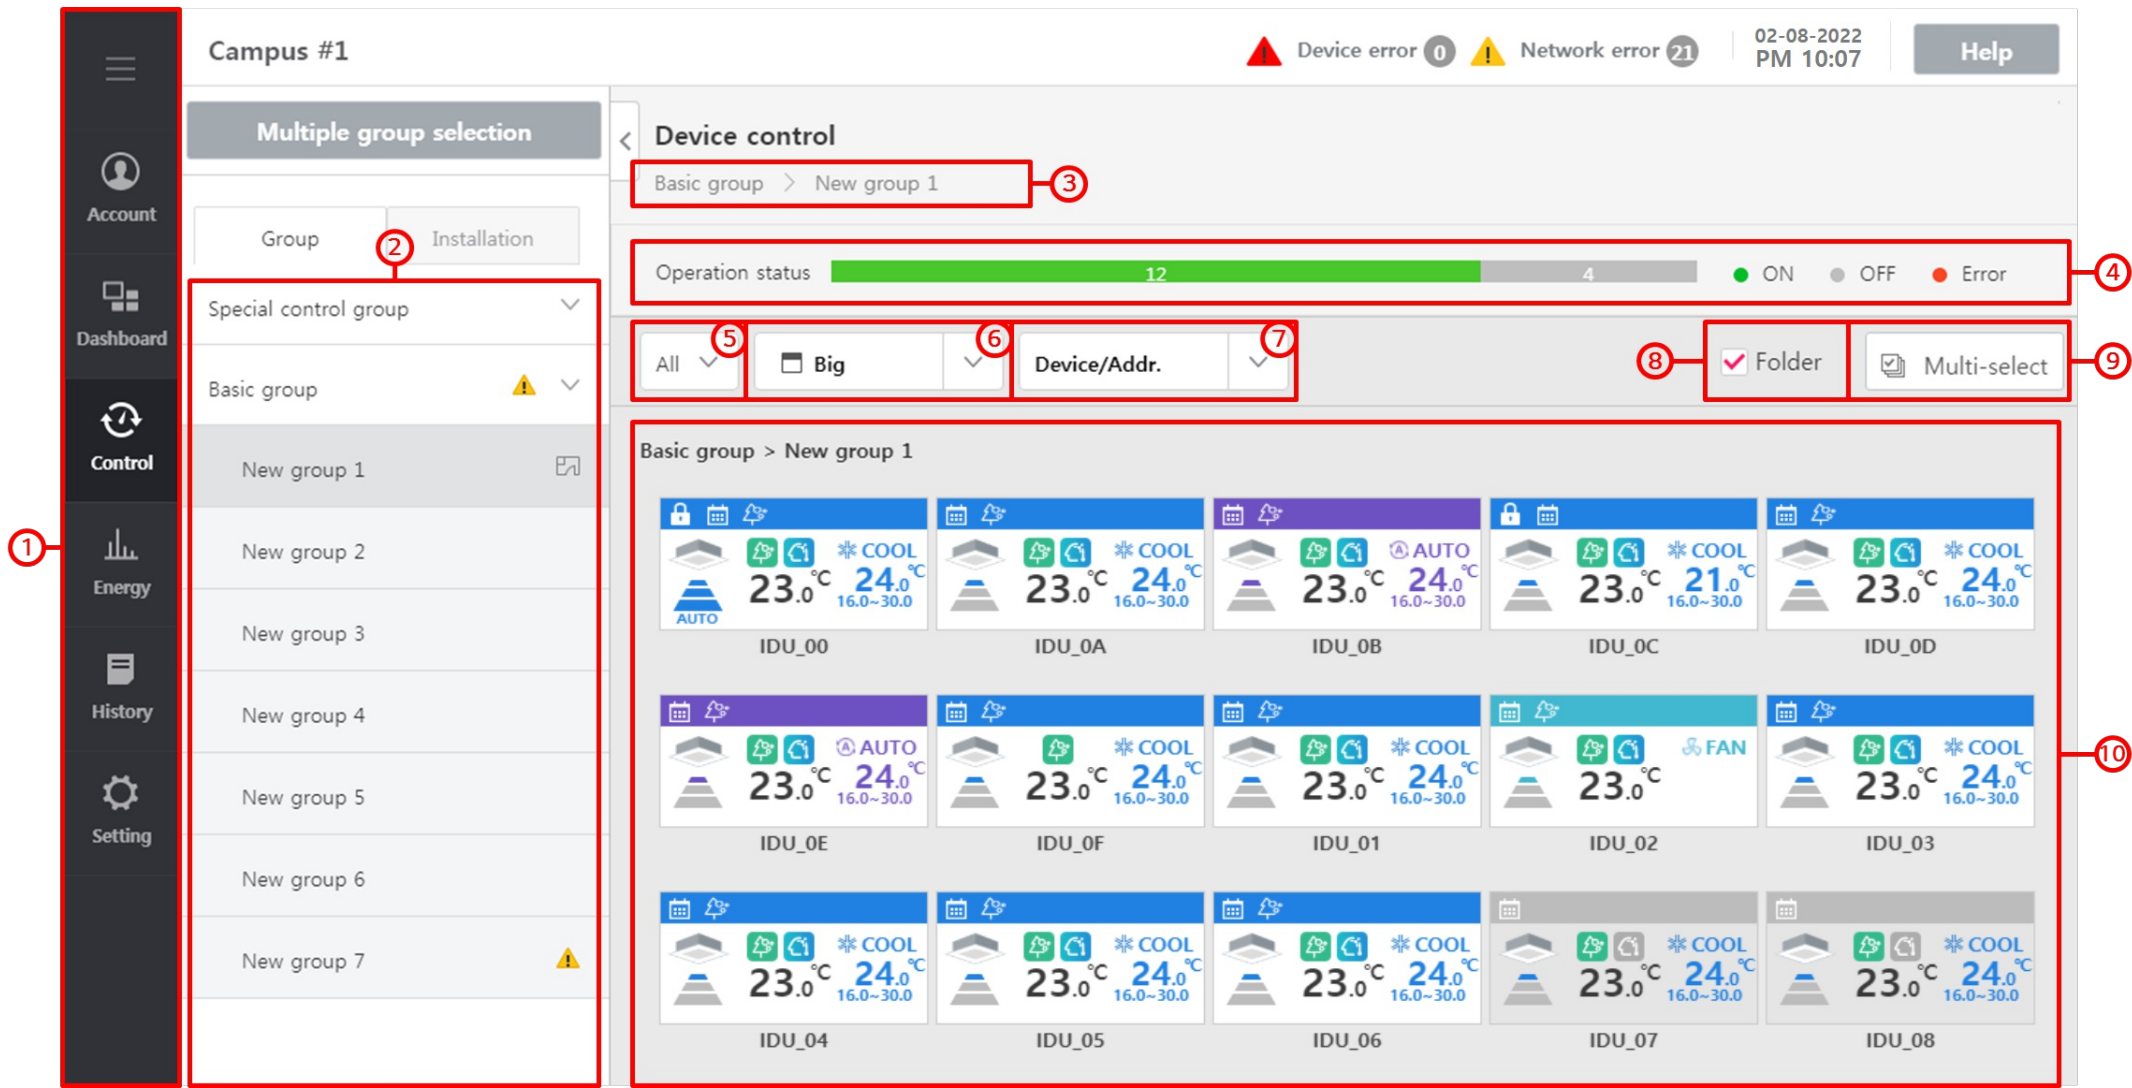 Campus #1
Device error 0
Network error 21
02-08-2022
PM 10:07
Help
Account
Dashboard
Control
Energy
History
Setting
1
Multiple group selection
Group
Installation
2
Special control group
Basic group
New group 1
New group 2
New group 3
New group 4
New group 5
New group 6
New group 7
Device control
Basic group > New group 1
3
Operation status
12
4
ON
OFF
Error
4
All
5
Big
6
Device/Addr.
7
8
Folder
Multi-select
9
Basic group > New group 1
COOL
23.0°C 24.0°C
16.0~30.0
AUTO
IDU_00
COOL
23.0°C 24.0°C
16.0~30.0
IDU_0A
A AUTO
23.0°C 24.0°C
16.0~30.0
IDU_0B
COOL
23.0°C 21.0°C
16.0~30.0
IDU_0C
COOL
23.0°C 24.0°C
16.0~30.0
IDU_0D
A AUTO
23.0°C 24.0°C
16.0~30.0
IDU_0E
COOL
23.0°C 24.0°C
16.0~30.0
IDU_0F
COOL
23.0°C 24.0°C
16.0~30.0
IDU_01
FAN
23.0°C
IDU_02
COOL
23.0°C 24.0°C
16.0~30.0
IDU_03
10
COOL
23.0°C 24.0°C
16.0~30.0
IDU_04
COOL
23.0°C 24.0°C
16.0~30.0
IDU_05
COOL
23.0°C 24.0°C
16.0~30.0
IDU_06
COOL
23.0°C 24.0°C
16.0~30.0
IDU_07
COOL
23.0°C 24.0°C
16.0~30.0
IDU_08